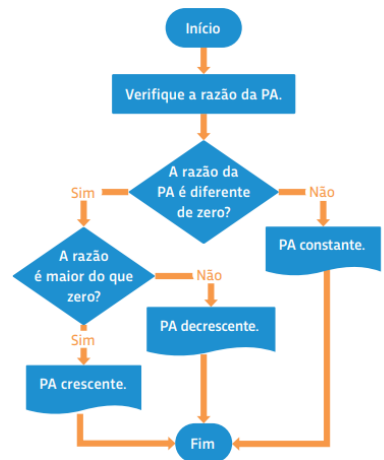 Início
Verifique a razão da PA.
A razão da
PA é diferente
de zero?
Sim
Não
A razão
é maior do que
zero?
PA constante.
Não
PA decrescente.
Sim
PA crescente.
Fim